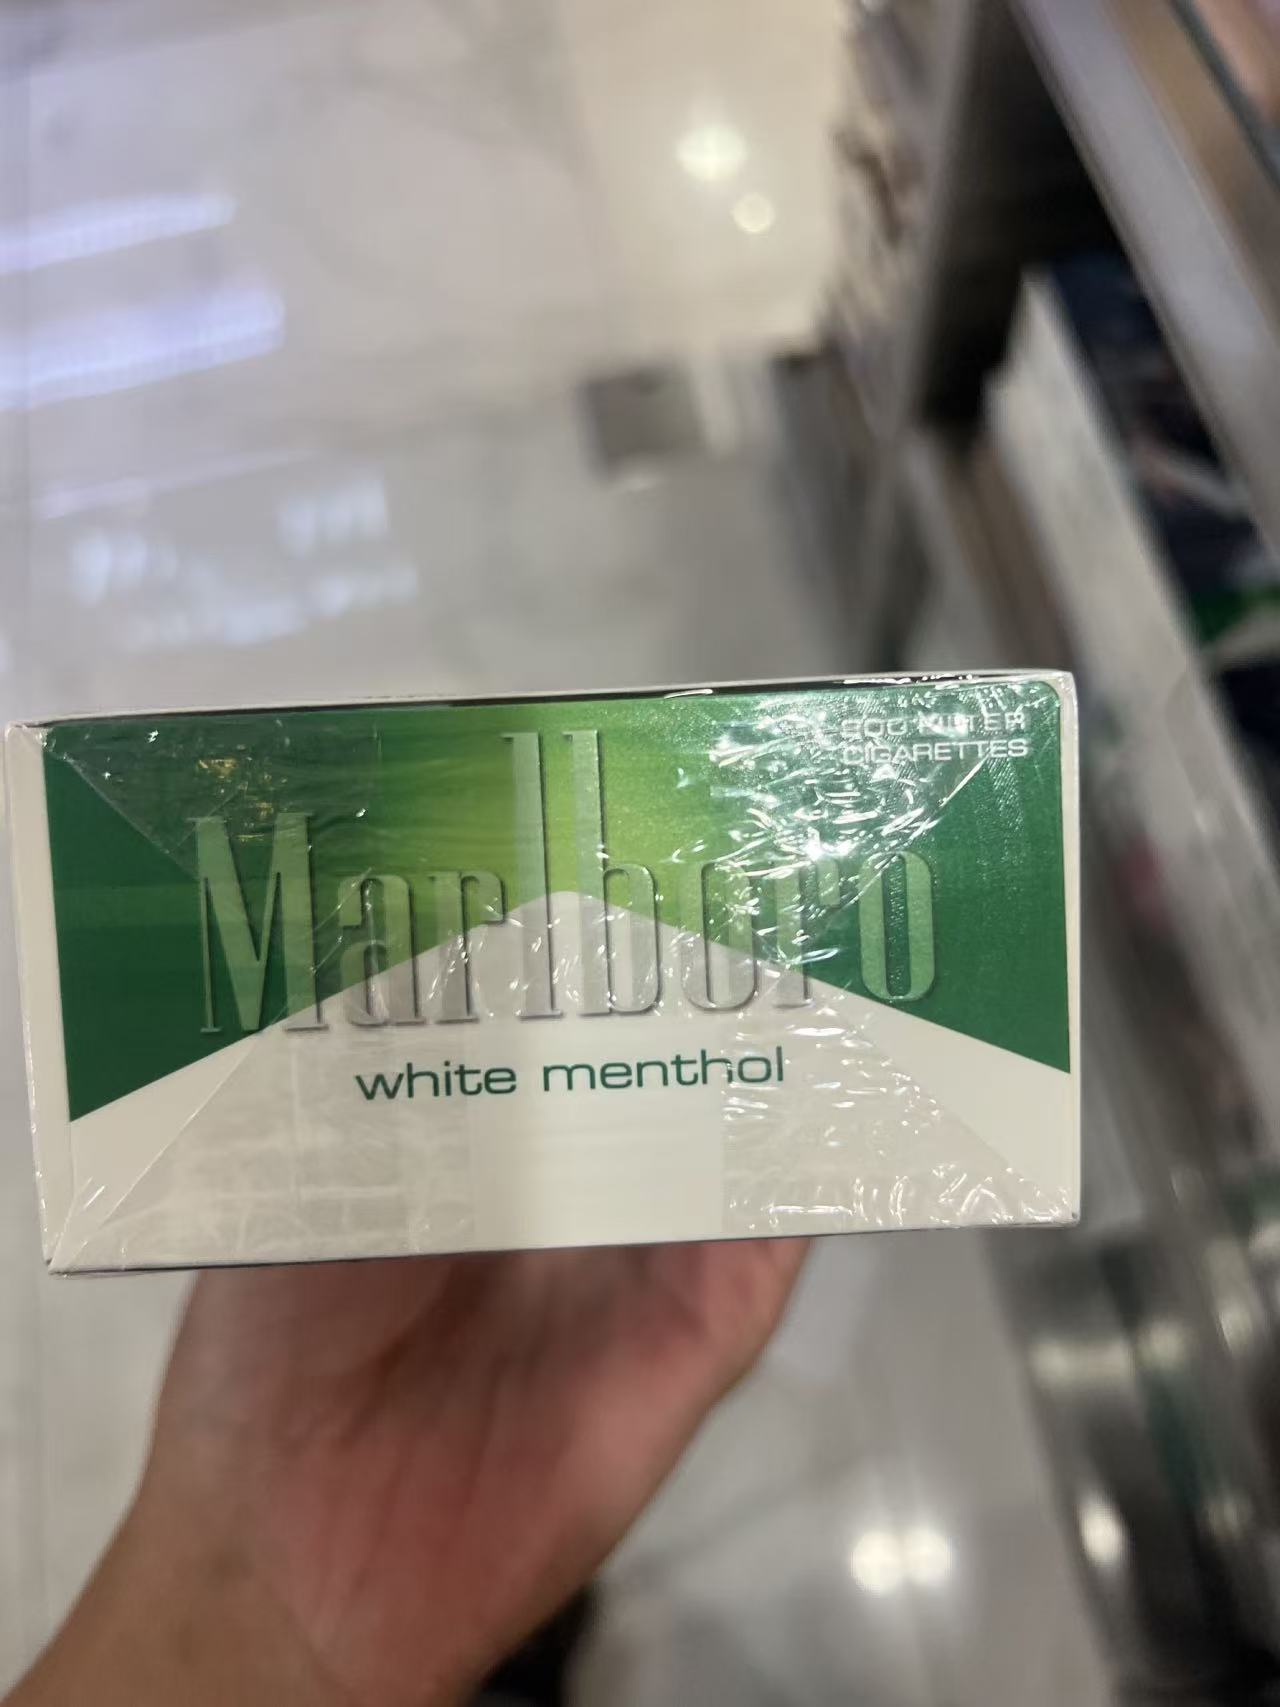 200 FILTER
CIGARETTES
Marlboro
white menthol